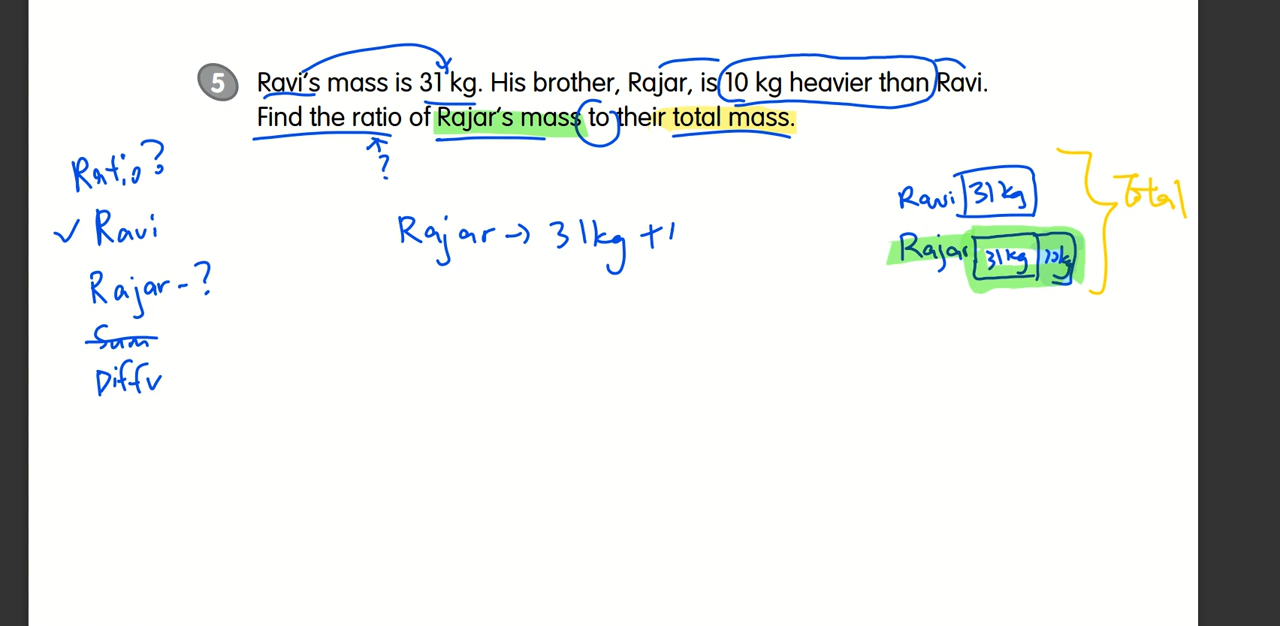 5 Ravi's mass is 31 kg. His brother, Rajar, is 10 kg heavier than Ravi.
Find the ratio of Rajar's mass to their total mass.
?
Ratio?
✓ Ravi
Rajar - ?
Sum
Diff✓
Rajar → 31kg + 1
Ravi 31kg
Rajar 31kg 10kg
Total